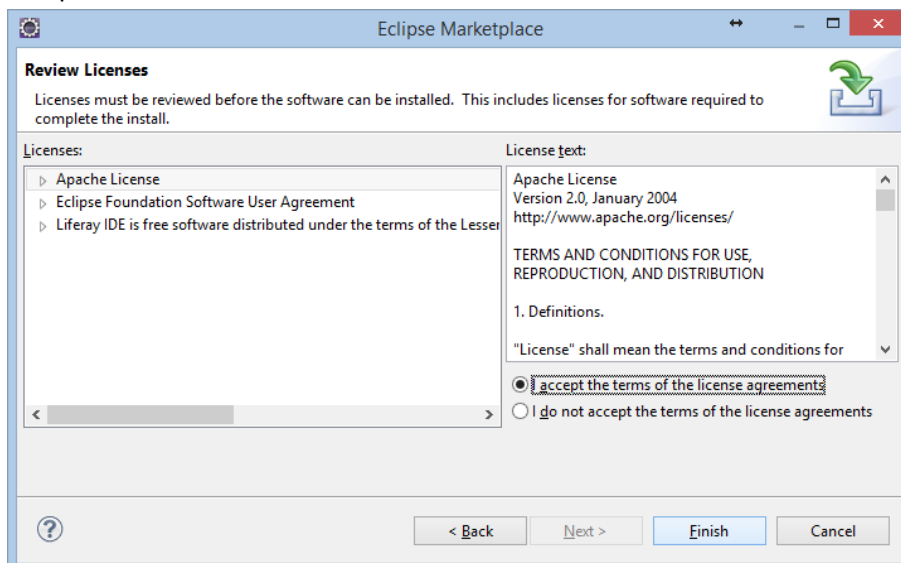 Eclipse Marketplace
Review Licenses
Licenses must be reviewed before the software can be installed. This includes licenses for software required to
complete the install.
Licenses:
Apache License
Eclipse Foundation Software User Agreement
Liferay IDE is free software distributed under the terms of the Lesser
License text:
Apache License
Version 2.0, January 2004
http://www.apache.org/licenses/
TERMS AND CONDITIONS FOR USE,
REPRODUCTION, AND DISTRIBUTION
1. Definitions.
"License" shall mean the terms and conditions for
I accept the terms of the license agreements
I do not accept the terms of the license agreements
?
< Back
Next >
Finish
Cancel